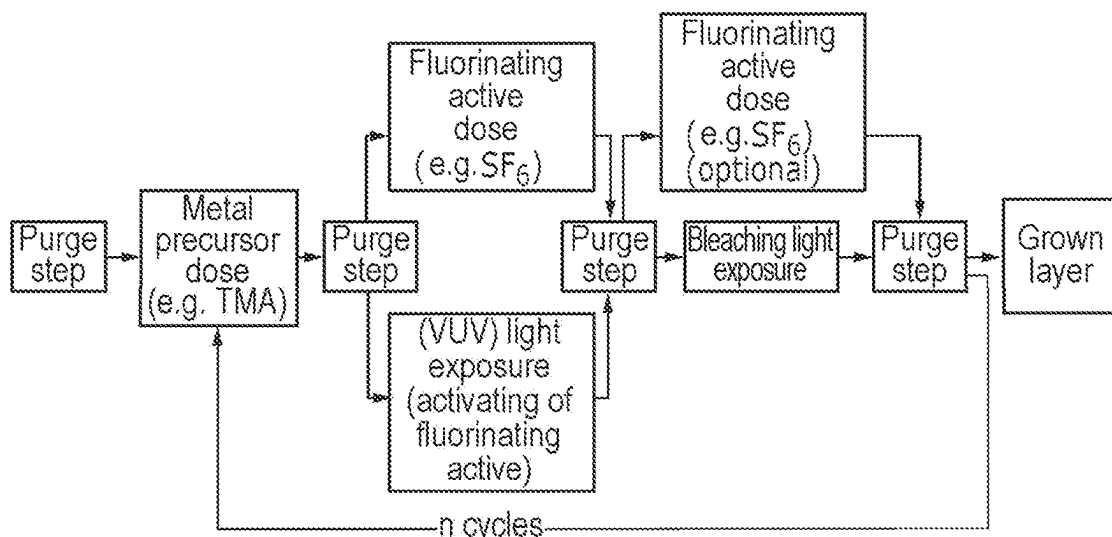 Purge
step
Metal
precursor
dose
(e.g. TMA)
Purge
step
Fluorinating
active
dose
(e.g.SF6)
(VUV) light
exposure
(activating of
fluorinating
active)
Purge
step
Fluorinating
active
dose
(e.g.SF6)
(optional)
Bleaching light
exposure
Purge
step
Grown
layer
n cycles